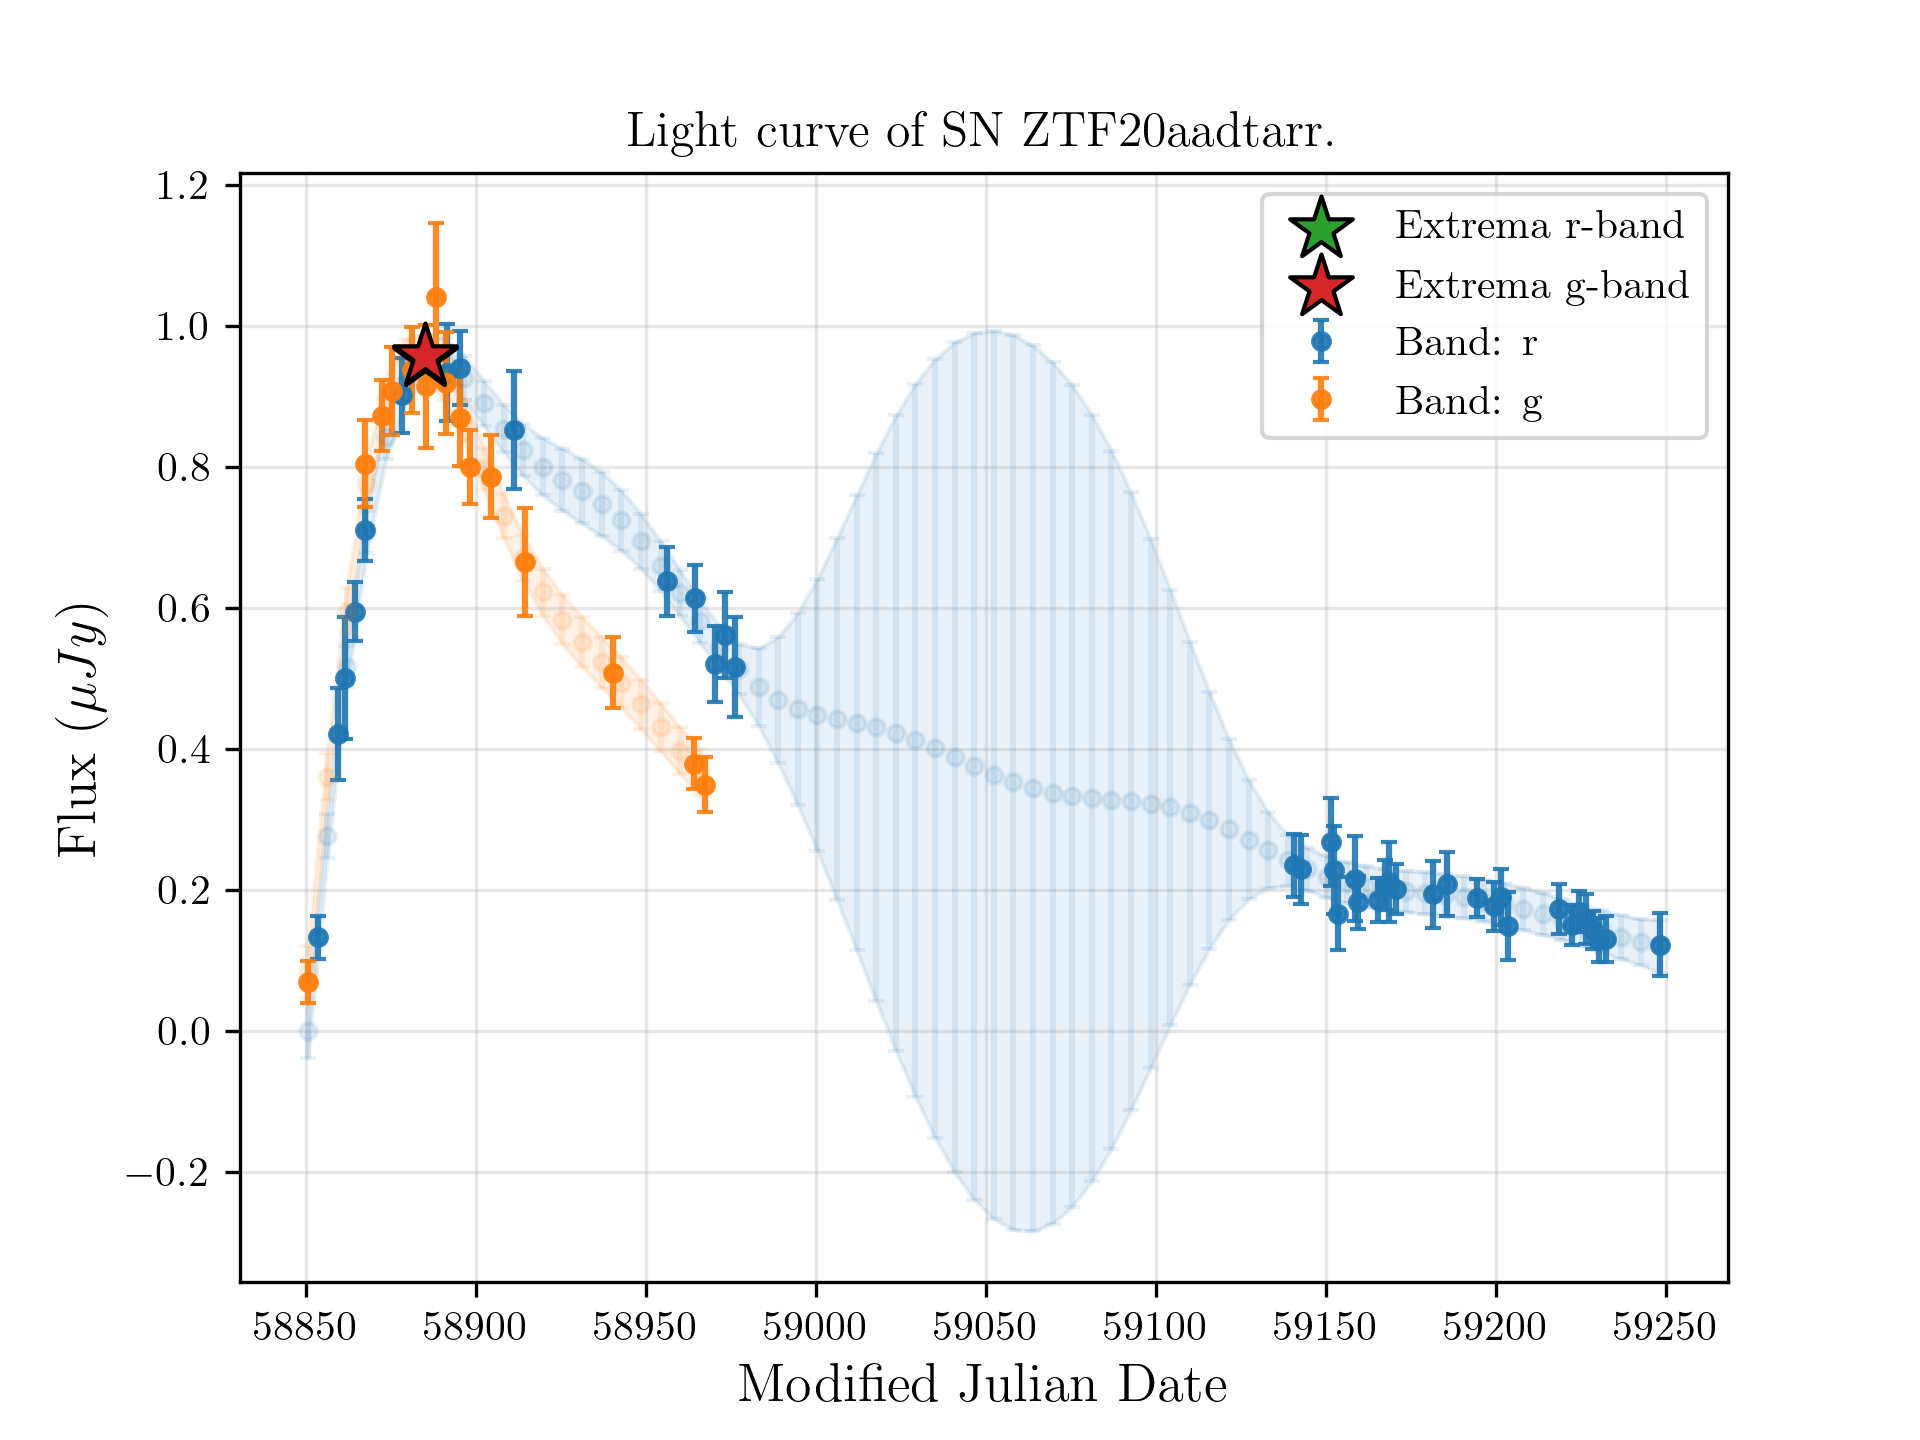 Light curve of SN ZTF20aadtarr.
Extrema r-band
Extrema g-band
Band: r
Band: g
Flux (μJy)
1.2
1.0
0.8
0.6
0.4
0.2
0.0
−0.2
58850 58900 58950 59000 59050 59100 59150 59200 59250
Modified Julian Date